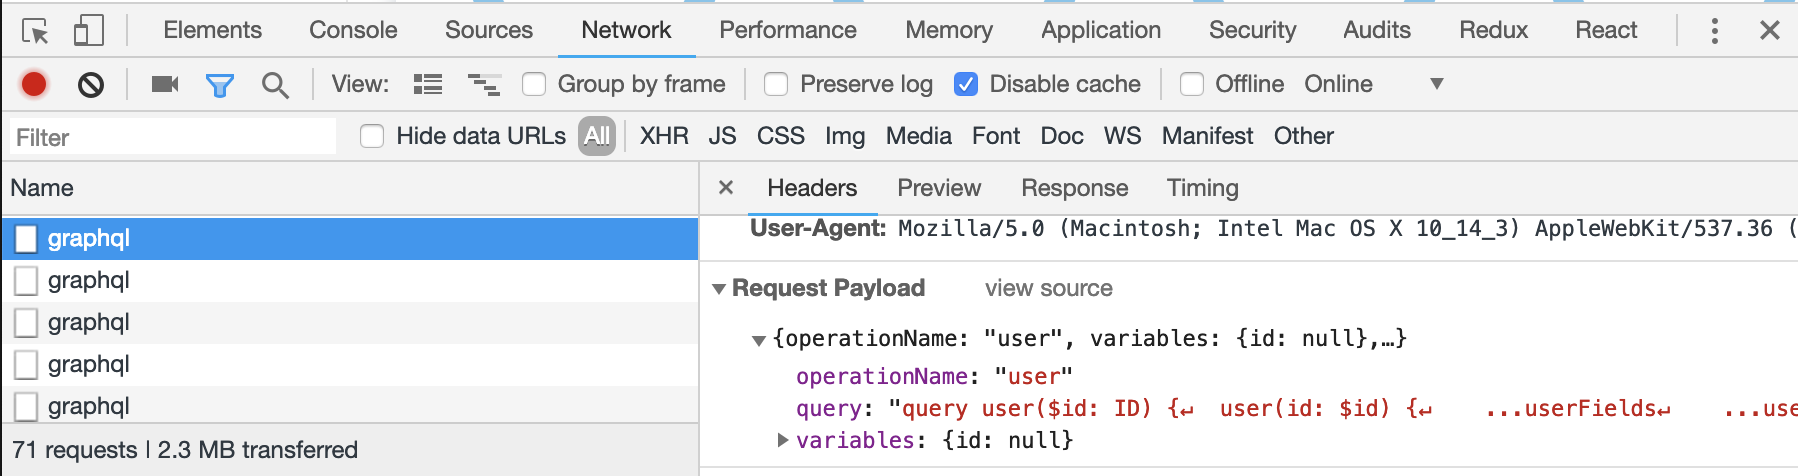 Elements Console Sources Network Performance Memory Application Security Audits Redux React
View: Group by frame Preserve log Disable cache Offline Online
Filter Hide data URLs All XHR JS CSS Img Media Font Doc WS Manifest Other
Name
graphql
graphql
graphql
graphql
graphql
71 requests | 2.3 MB transferred
Headers Preview Response Timing
User-Agent: Mozilla/5.0 (Macintosh; Intel Mac OS X 10_14_3) AppleWebKit/537.36 (
Request Payload view source
{operationName: "user", variables: {id: null},…}
operationName: "user"
query: "query user($id: ID) {↵  user(id: $id) {↵    ...userFields↵    ...use
variables: {id: null}